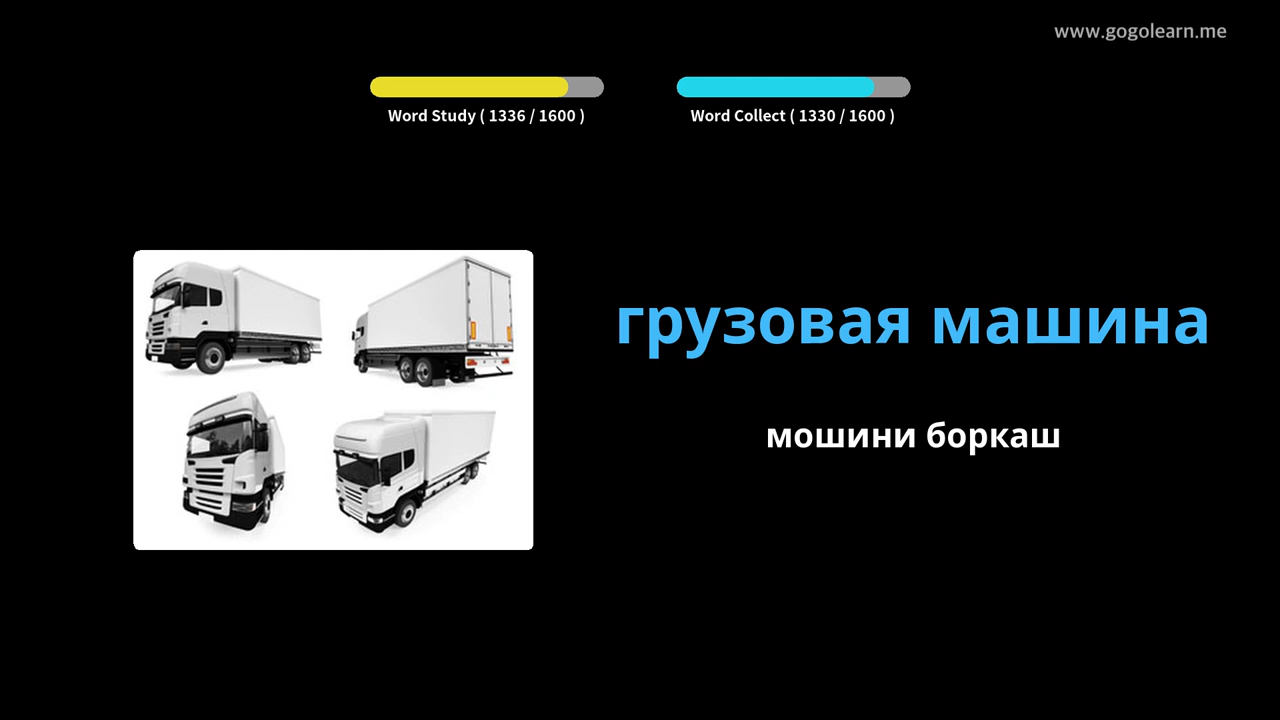 www.gogolearn.me
Word Study ( 1336 / 1600 )
Word Collect ( 1330 / 1600 )
грузовая машина
мошини боркаш